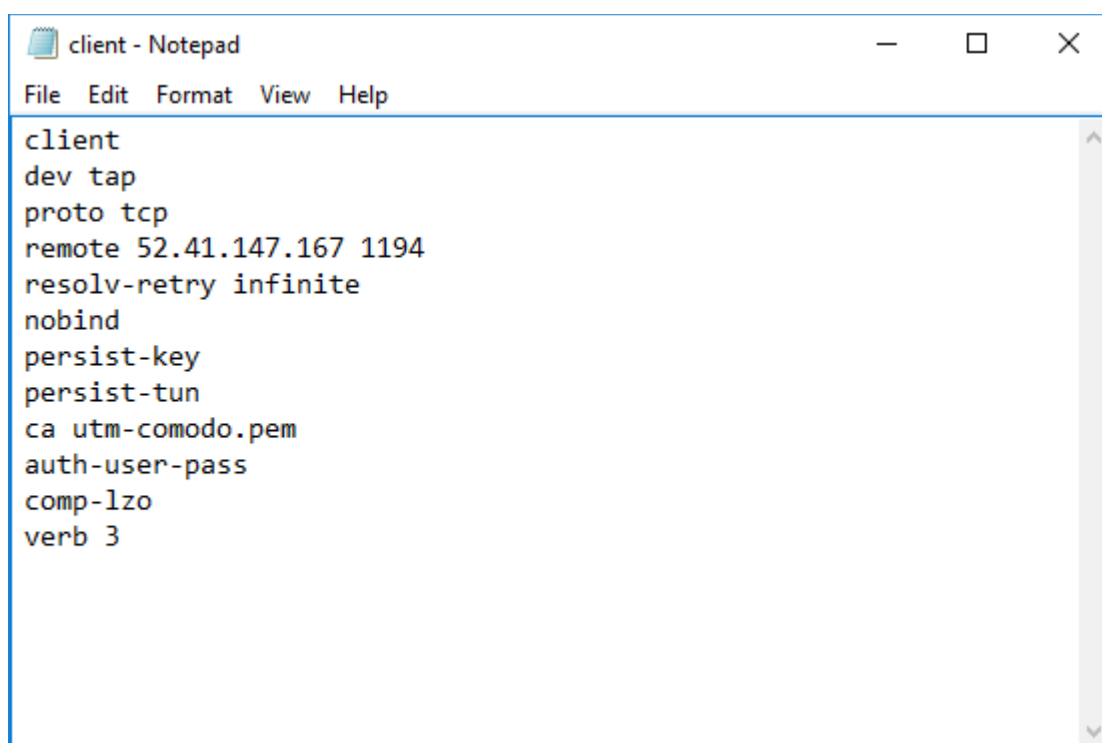 client - Notepad
File Edit Format View Help
client
dev tap
proto tcp
remote 52.41.147.167 1194
resolv-retry infinite
nobind
persist-key
persist-tun
ca utm-comodo.pem
auth-user-pass
comp-lzo
verb 3